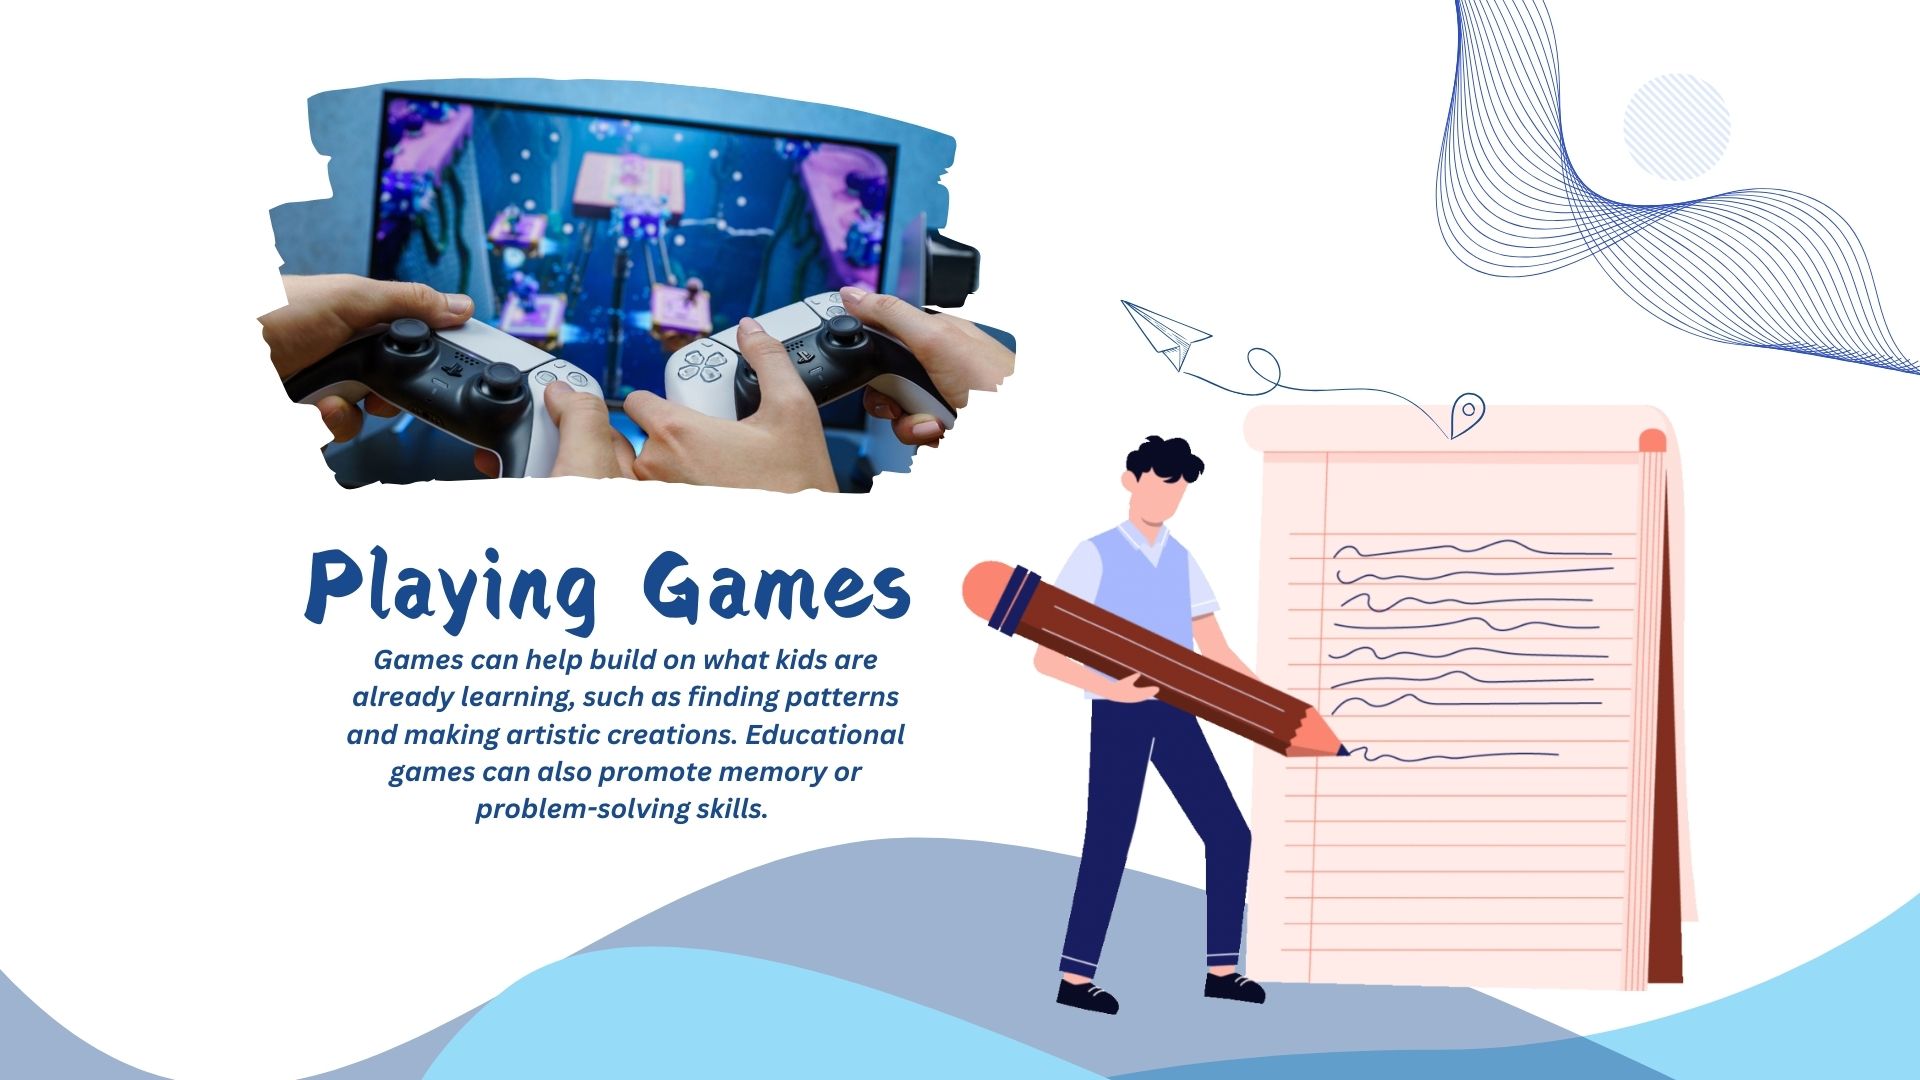 Playing Games
Games can help build on what kids are
already learning, such as finding patterns
and making artistic creations. Educational
games can also promote memory or
problem-solving skills.